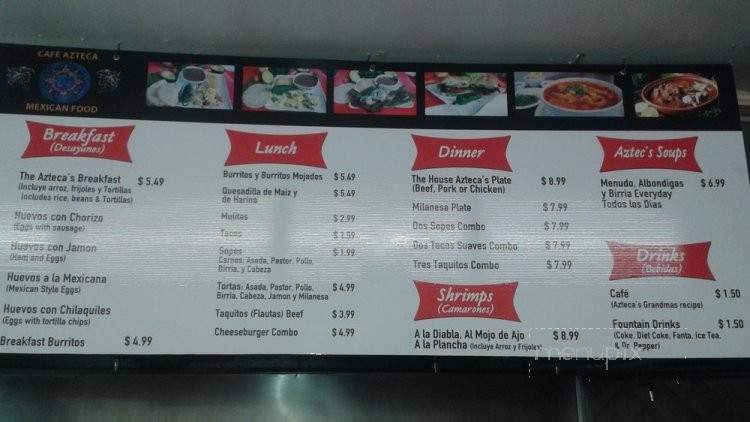 CAFE AZTECA
MEXICAN FOOD
Breakfast
(Desayunos)
The Azteca's Breakfast $ 5.49
(Incluye arroz, frijoles y Tortillas
Includes rice, beans & Tortillas)
Huevos con Chorizo
(Eggs with sausage)
Huevos con Jamon
(Ham and Eggs)
Huevos a la Mexicana
(Mexican Style Eggs)
Huevos con Chilaquiles
(Eggs with tortilla chips)
Breakfast Burritos $ 4.99
Lunch
Burritos y Burritos Mojados $ 5.49
Quesadilla de Maiz y $ 5.49
de Harina
Mulitas $ 2.99
Tacos $ 1.59
Sopes $ 1.99
Carnes, Asada, Pastor, Pollo,
Birria, y Cabeza
Tortas: Asada, Pastor, Pollo, $ 4.99
Birria, Cabeza, Jamon y Milanesa
Taquitos (Flautas) Beef $ 3.99
Cheeseburger Combo $ 4.99
Dinner
The House Azteca's Plate $ 8.99
(Beef, Pork or Chicken)
Milanesa Plate $ 7.99
Dos Sopes Combo $ 7.99
Dos Tacos Suaves Combo $ 7.99
Tres Taquitos Combo $ 7.99
Shrimps
(Camarones)
A la Diabla, Al Mojo de Ajo $ 8.99
A la Plancha (Incluye Arroz y Frijoles)
Aztec's Soups
Menudo, Albondigas $ 6.99
y Birria Everyday
Todos los Dias
Drinks
(Bebidas)
Café $ 1.50
(Azteca's Grandmas recipe)
Fountain Drinks $ 1.50
(Coke, Diet Coke, Fanta, Ice Tea,
& Dr. Pepper)
menupix